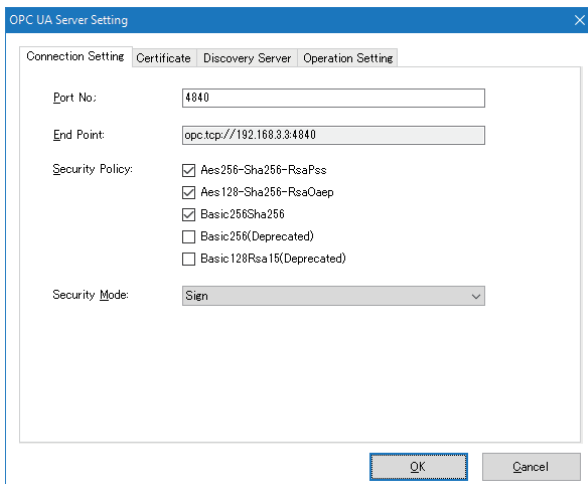 OPC UA Server Setting
Connection Setting Certificate Discovery Server Operation Setting
Port No.: 4840
End Point: opc.tcp://192.168.3.3:4840
Security Policy: Aes256-Sha256-RsaPss
Aes128-Sha256-RsaOaep
Basic256Sha256
Basic256(Deprecated)
Basic128Rsa15(Deprecated)
Security Mode: Sign
OK Cancel